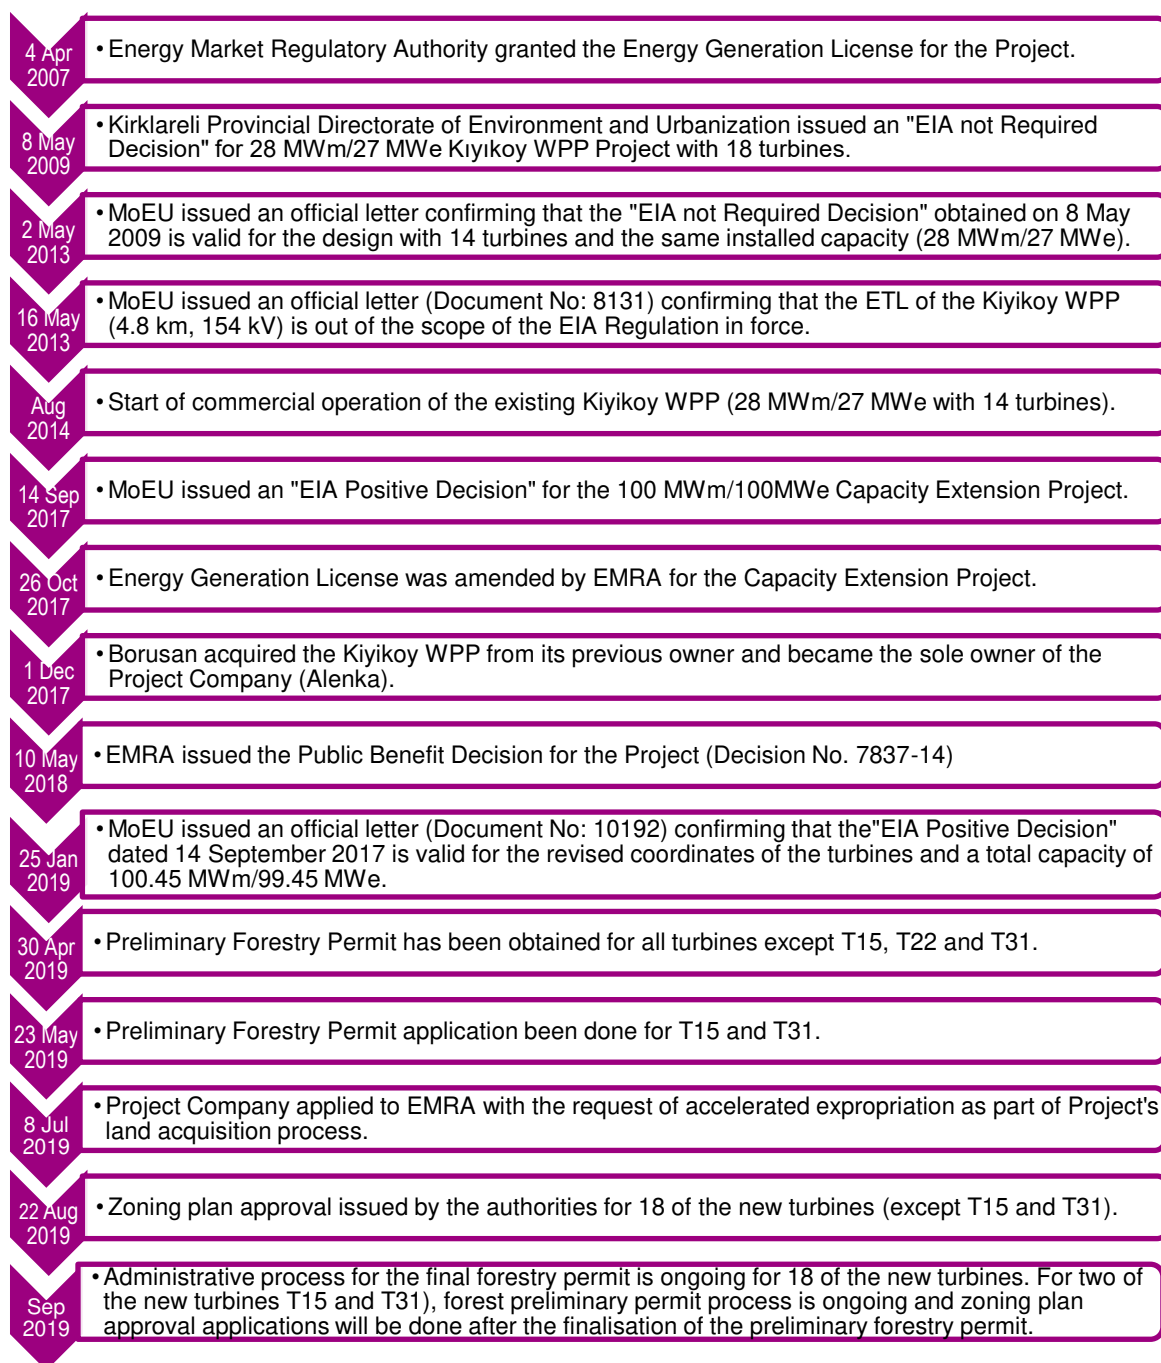 4 Apr
2007
• Energy Market Regulatory Authority granted the Energy Generation License for the Project.
8 May
2009
• Kirklareli Provincial Directorate of Environment and Urbanization issued an "EIA not Required
Decision" for 28 MWm/27 MWe Kıyıkoy WPP Project with 18 turbines.
2 May
2013
• MoEU issued an official letter confirming that the "EIA not Required Decision" obtained on 8 May
2009 is valid for the design with 14 turbines and the same installed capacity (28 MWm/27 MWe).
16 May
2013
• MoEU issued an official letter (Document No: 8131) confirming that the ETL of the Kiyikoy WPP
(4.8 km, 154 kV) is out of the scope of the EIA Regulation in force.
Aug
2014
• Start of commercial operation of the existing Kiyikoy WPP (28 MWm/27 MWe with 14 turbines).
14 Sep
2017
• MoEU issued an "EIA Positive Decision" for the 100 MWm/100MWe Capacity Extension Project.
26 Oct
2017
• Energy Generation License was amended by EMRA for the Capacity Extension Project.
1 Dec
2017
• Borusan acquired the Kiyikoy WPP from its previous owner and became the sole owner of the
Project Company (Alenka).
10 May
2018
• EMRA issued the Public Benefit Decision for the Project (Decision No. 7837-14)
25 Jan
2019
• MoEU issued an official letter (Document No: 10192) confirming that the"EIA Positive Decision"
dated 14 September 2017 is valid for the revised coordinates of the turbines and a total capacity of
100.45 MWm/99.45 MWe.
30 Apr
2019
• Preliminary Forestry Permit has been obtained for all turbines except T15, T22 and T31.
23 May
2019
• Preliminary Forestry Permit application been done for T15 and T31.
8 Jul
2019
• Project Company applied to EMRA with the request of accelerated expropriation as part of Project's
land acquisition process.
22 Aug
2019
• Zoning plan approval issued by the authorities for 18 of the new turbines (except T15 and T31).
Sep
2019
• Administrative process for the final forestry permit is ongoing for 18 of the new turbines. For two of
the new turbines T15 and T31), forest preliminary permit process is ongoing and zoning plan
approval applications will be done after the finalisation of the preliminary forestry permit.